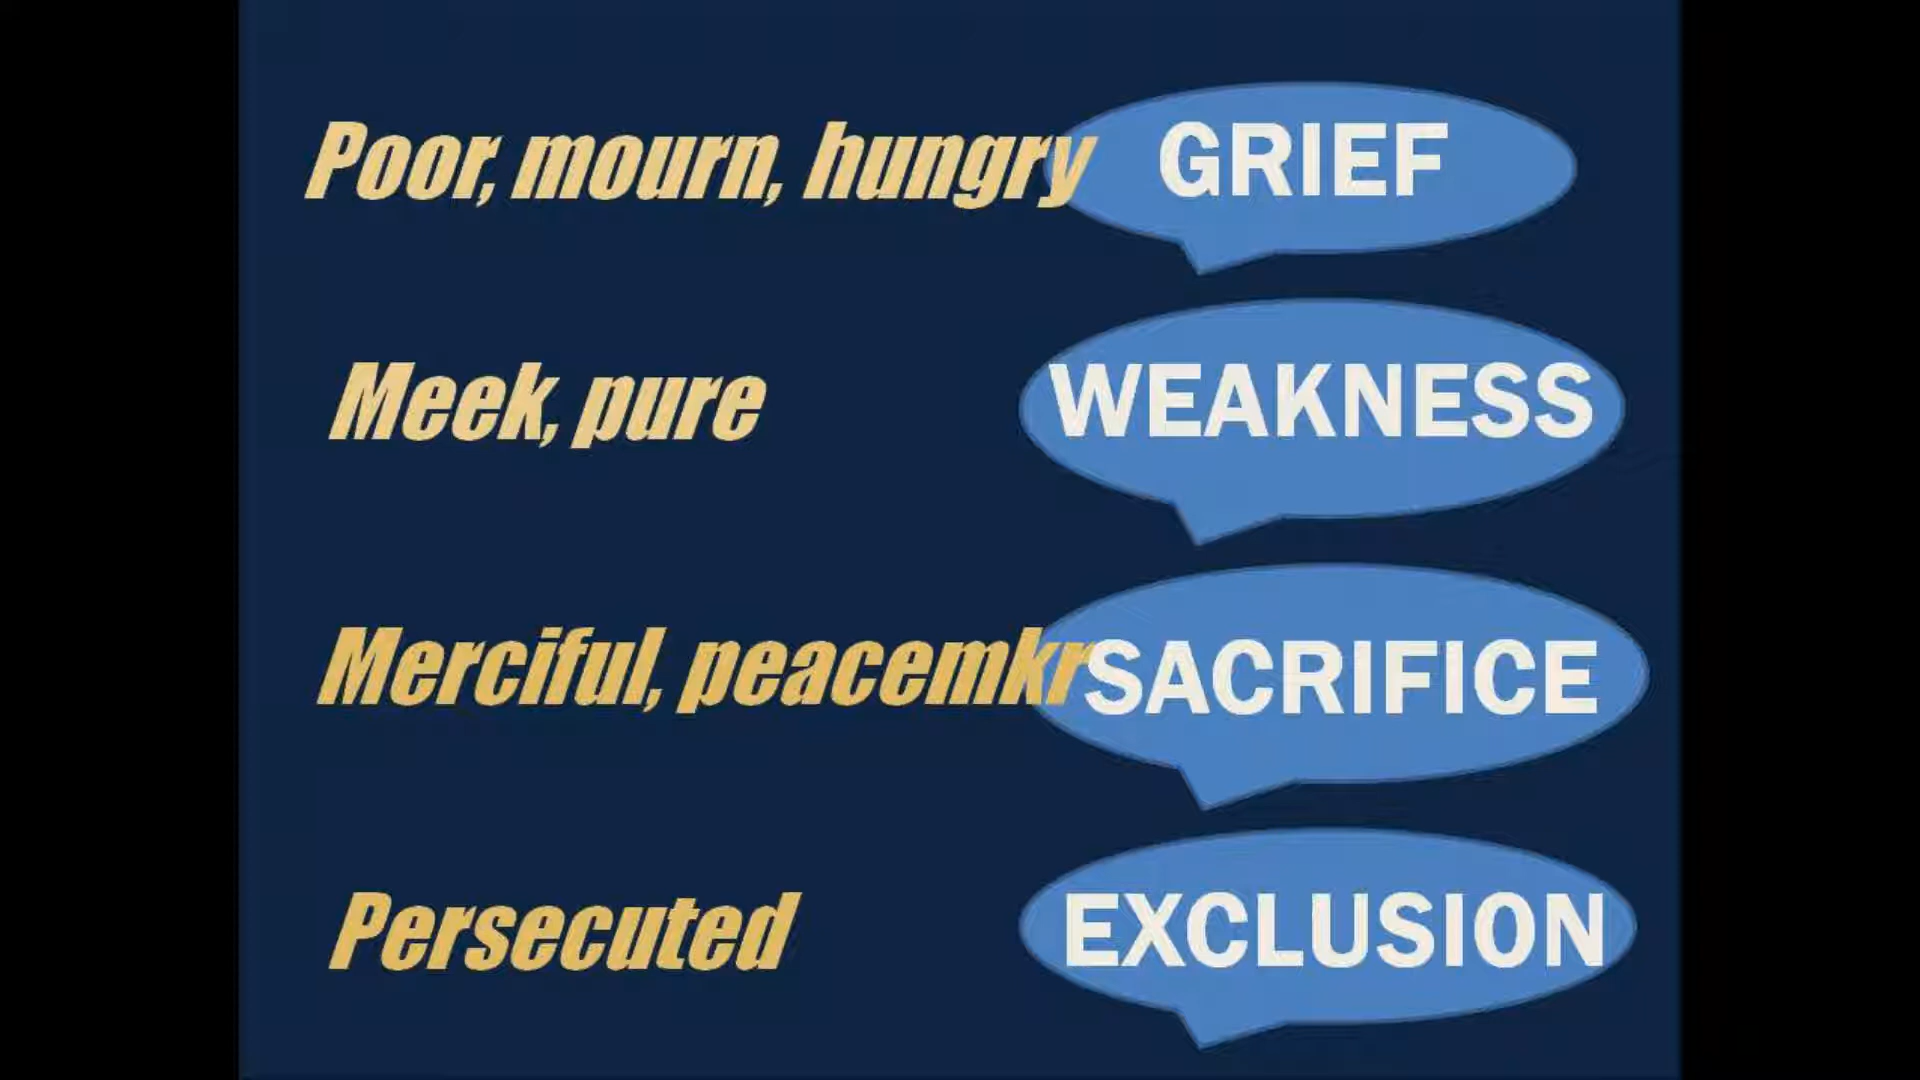 Poor, mourn, hungry GRIEF
Meek, pure WEAKNESS
Merciful, peacemkr SACRIFICE
Persecuted EXCLUSION